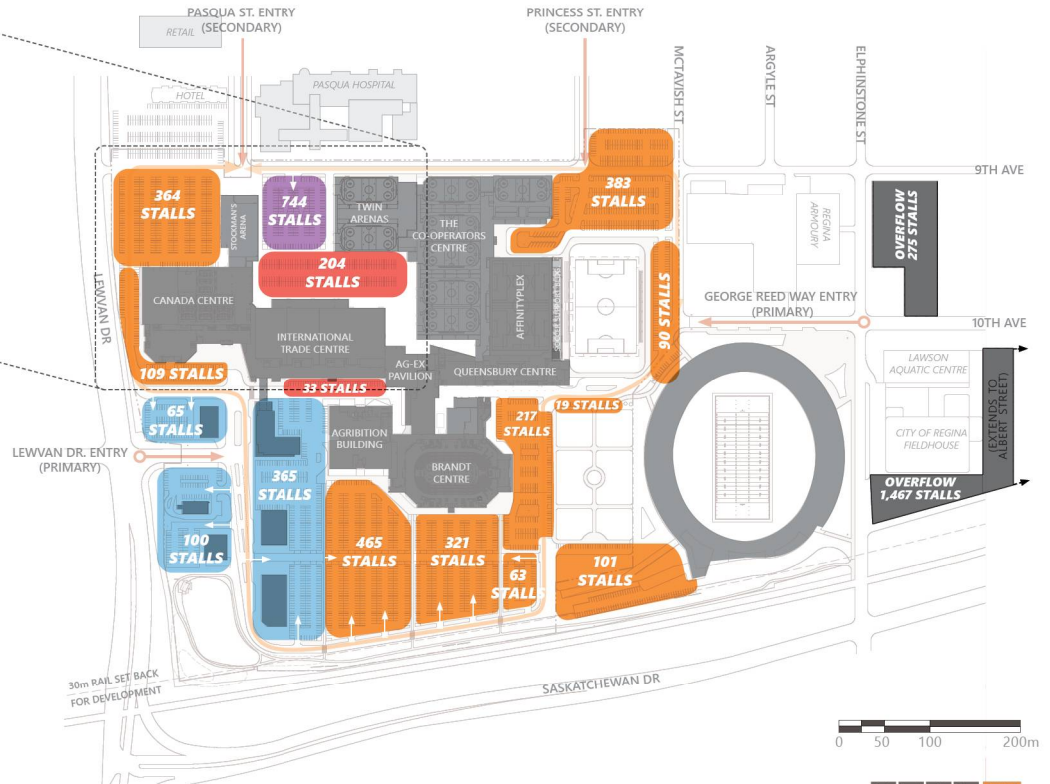 PASQUA ST. ENTRY
(SECONDARY)
PRINCESS ST. ENTRY
(SECONDARY)
RETAIL
HOTEL
PASQUA HOSPITAL
MCTAVISH ST
ARGYLE ST
ELPHINSTONE ST
9TH AVE
364
STALLS
STOCKMAN'S
ARENA
744
STALLS
TWIN
ARENAS
THE
CO-OPERATORS
CENTRE
383
STALLS
REGINA
ARMOURY
OVERFLOW
275 STALLS
204
STALLS
LEWVAN DR
CANADA CENTRE
INTERNATIONAL
TRADE CENTRE
AFFINITYPLEX
90 STALLS
GEORGE REED WAY ENTRY
(PRIMARY)
10TH AVE
109 STALLS
AG-EX
PAVILION
QUEENSBURY CENTRE
33 STALLS
LAWSON
AQUATIC CENTRE
(EXTENDS TO
ALBERT STREET)
65
STALLS
AGRIBITION
BUILDING
217
STALLS
19 STALLS
CITY OF REGINA
FIELDHOUSE
LEWVAN DR. ENTRY
(PRIMARY)
365
STALLS
BRANDT
CENTRE
OVERFLOW
1,467 STALLS
100
STALLS
465
STALLS
321
STALLS
63
STALLS
101
STALLS
30m RAIL SET BACK
FOR DEVELOPMENT
SASKATCHEWAN DR
0 50 100 200m